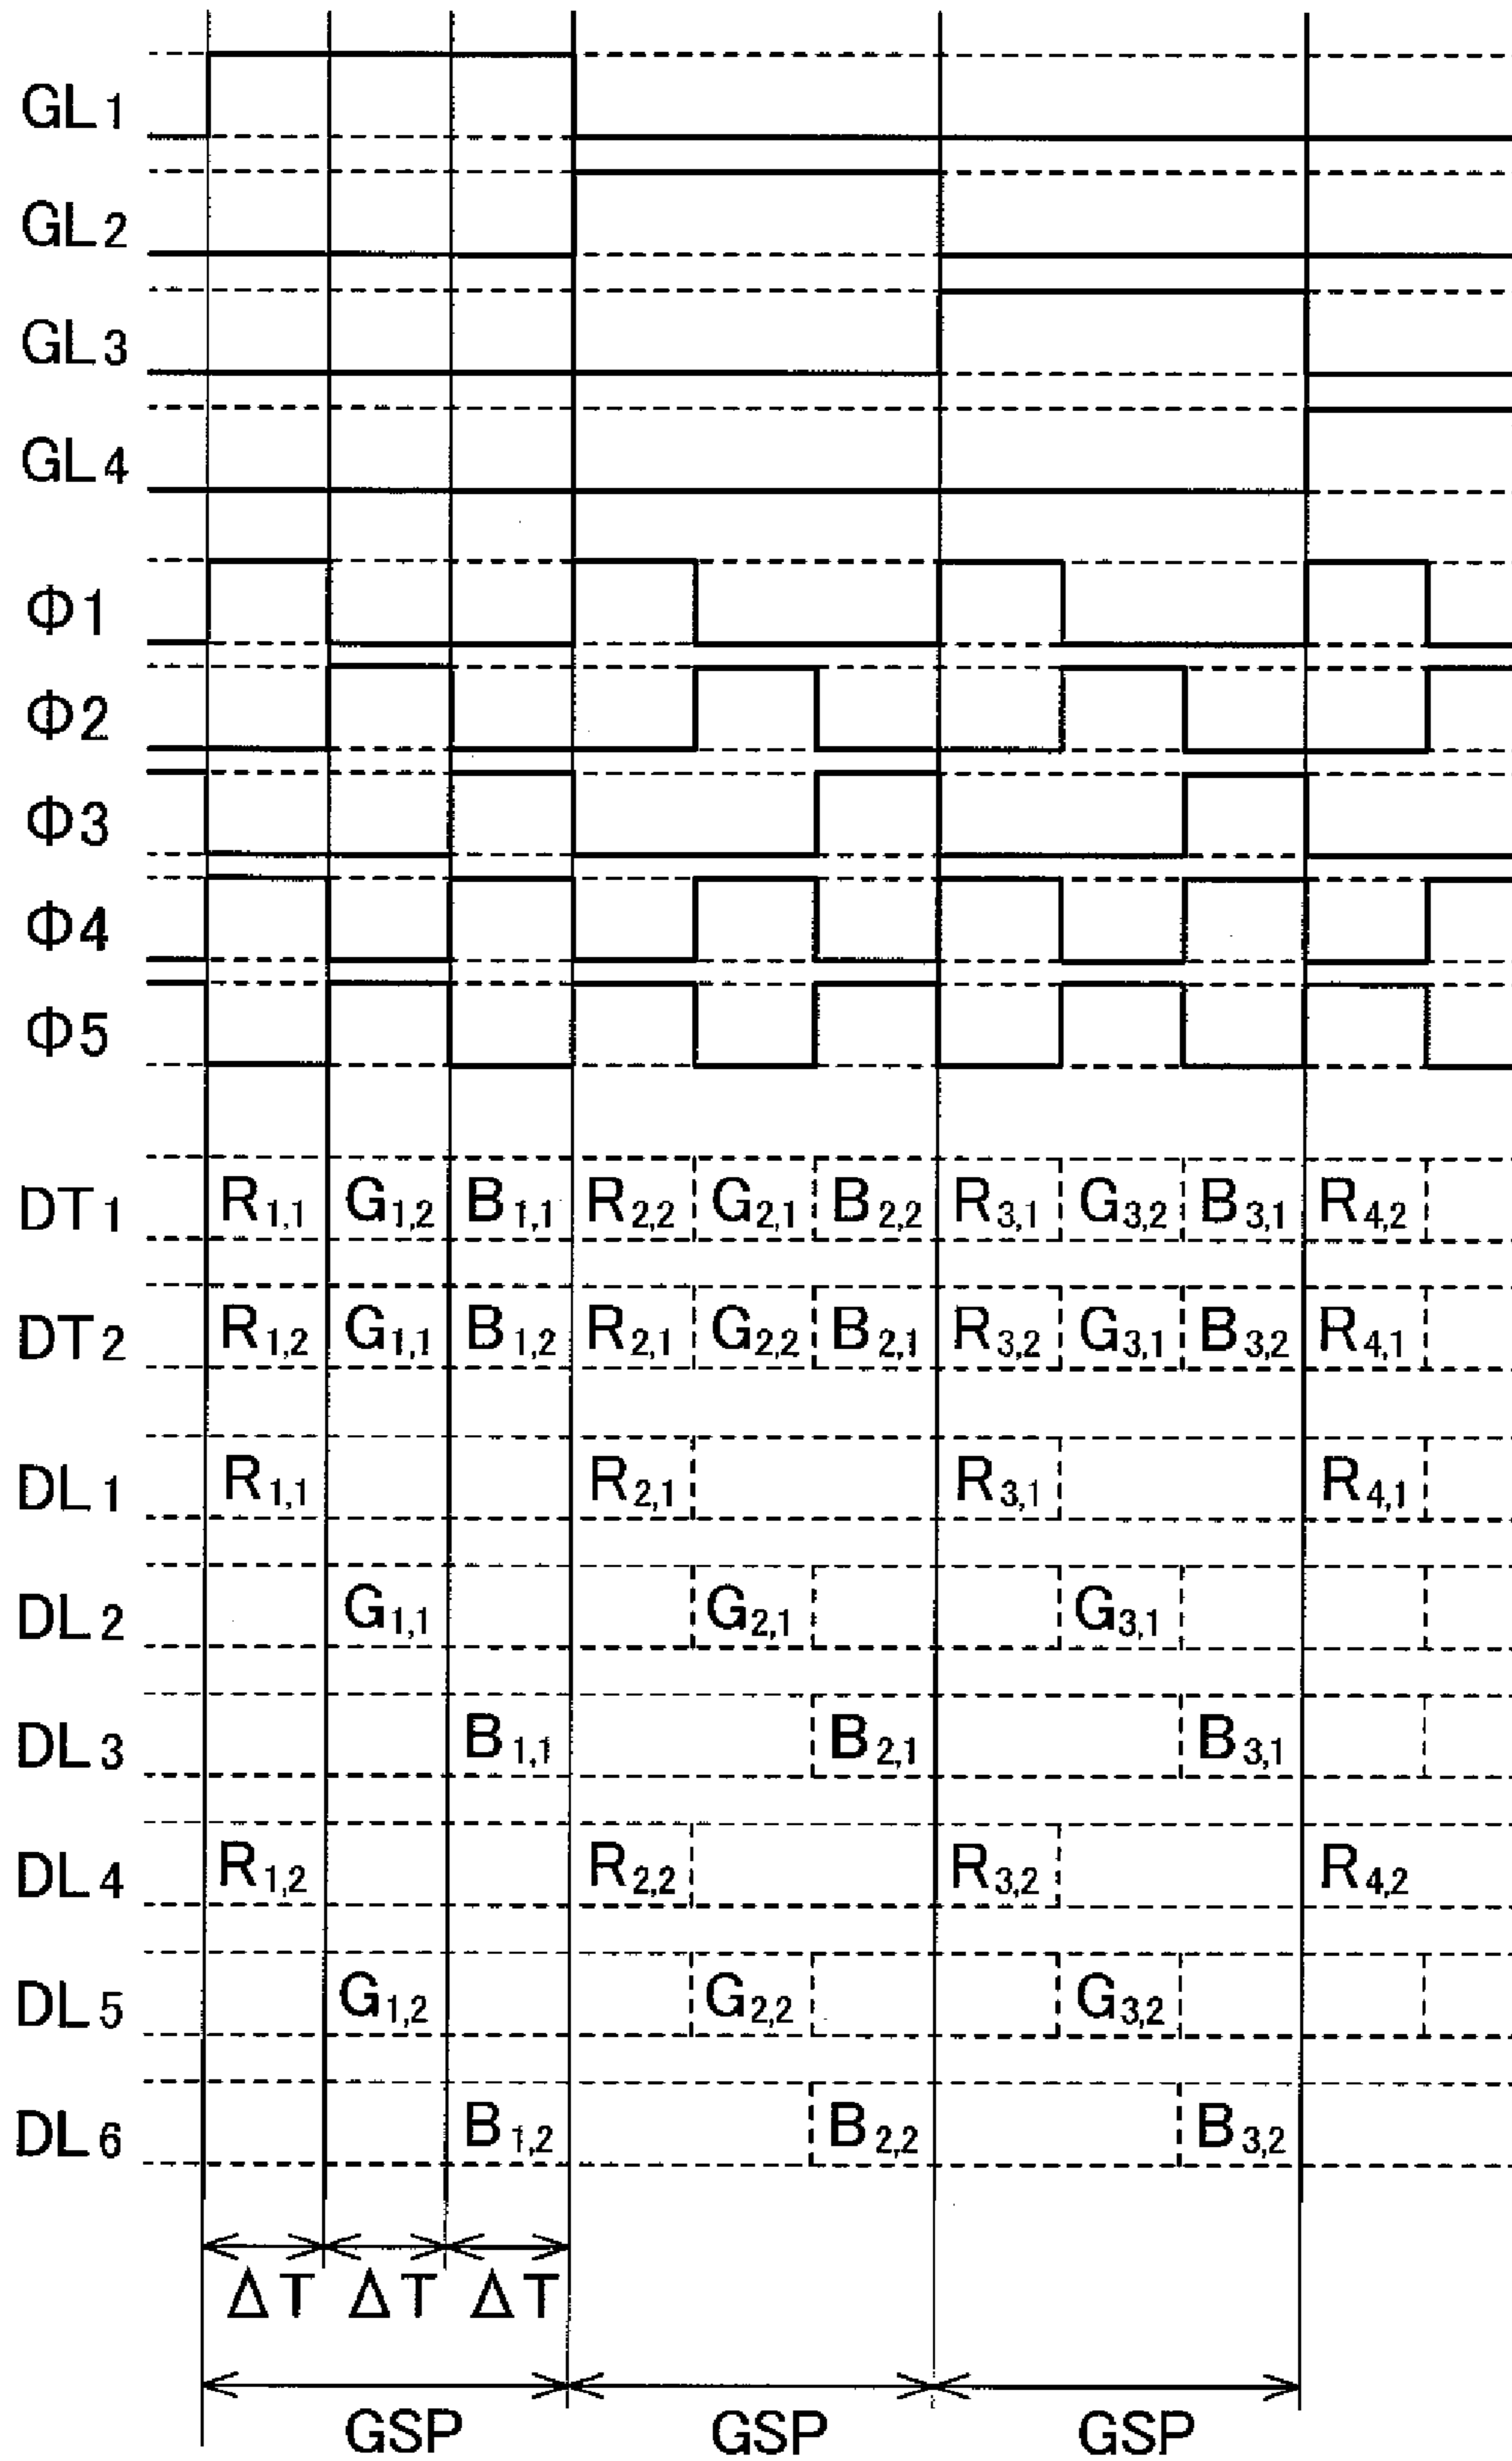 GL1
GL2
GL3
GL4
Φ1
Φ2
Φ3
Φ4
Φ5
DT1 R1,1 G1,2 B1,1 R2,2 G2,1 B2,2 R3,1 G3,2 B3,1 R4,2
DT2 R1,2 G1,1 B1,2 R2,1 G2,2 B2,1 R3,2 G3,1 B3,2 R4,1
DL1 R1,1 R2,1 R3,1 R4,1
DL2 G1,1 G2,1 G3,1
DL3 B1,1 B2,1 B3,1
DL4 R1,2 R2,2 R3,2 R4,2
DL5 G1,2 G2,2 G3,2
DL6 B1,2 B2,2 B3,2
ΔT ΔT ΔT
GSP GSP GSP